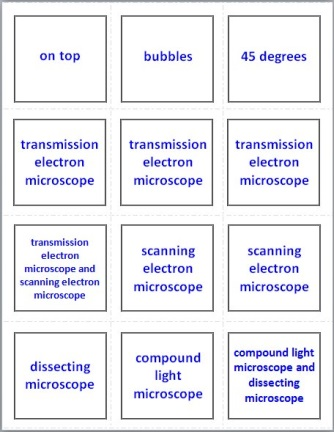 on top
bubbles
45 degrees
transmission
electron
microscope
transmission
electron
microscope
transmission
electron
microscope
transmission
electron
microscope and
scanning electron
microscope
scanning
electron
microscope
scanning
electron
microscope
dissecting
microscope
compound
light
microscope
compound light
microscope and
dissecting
microscope